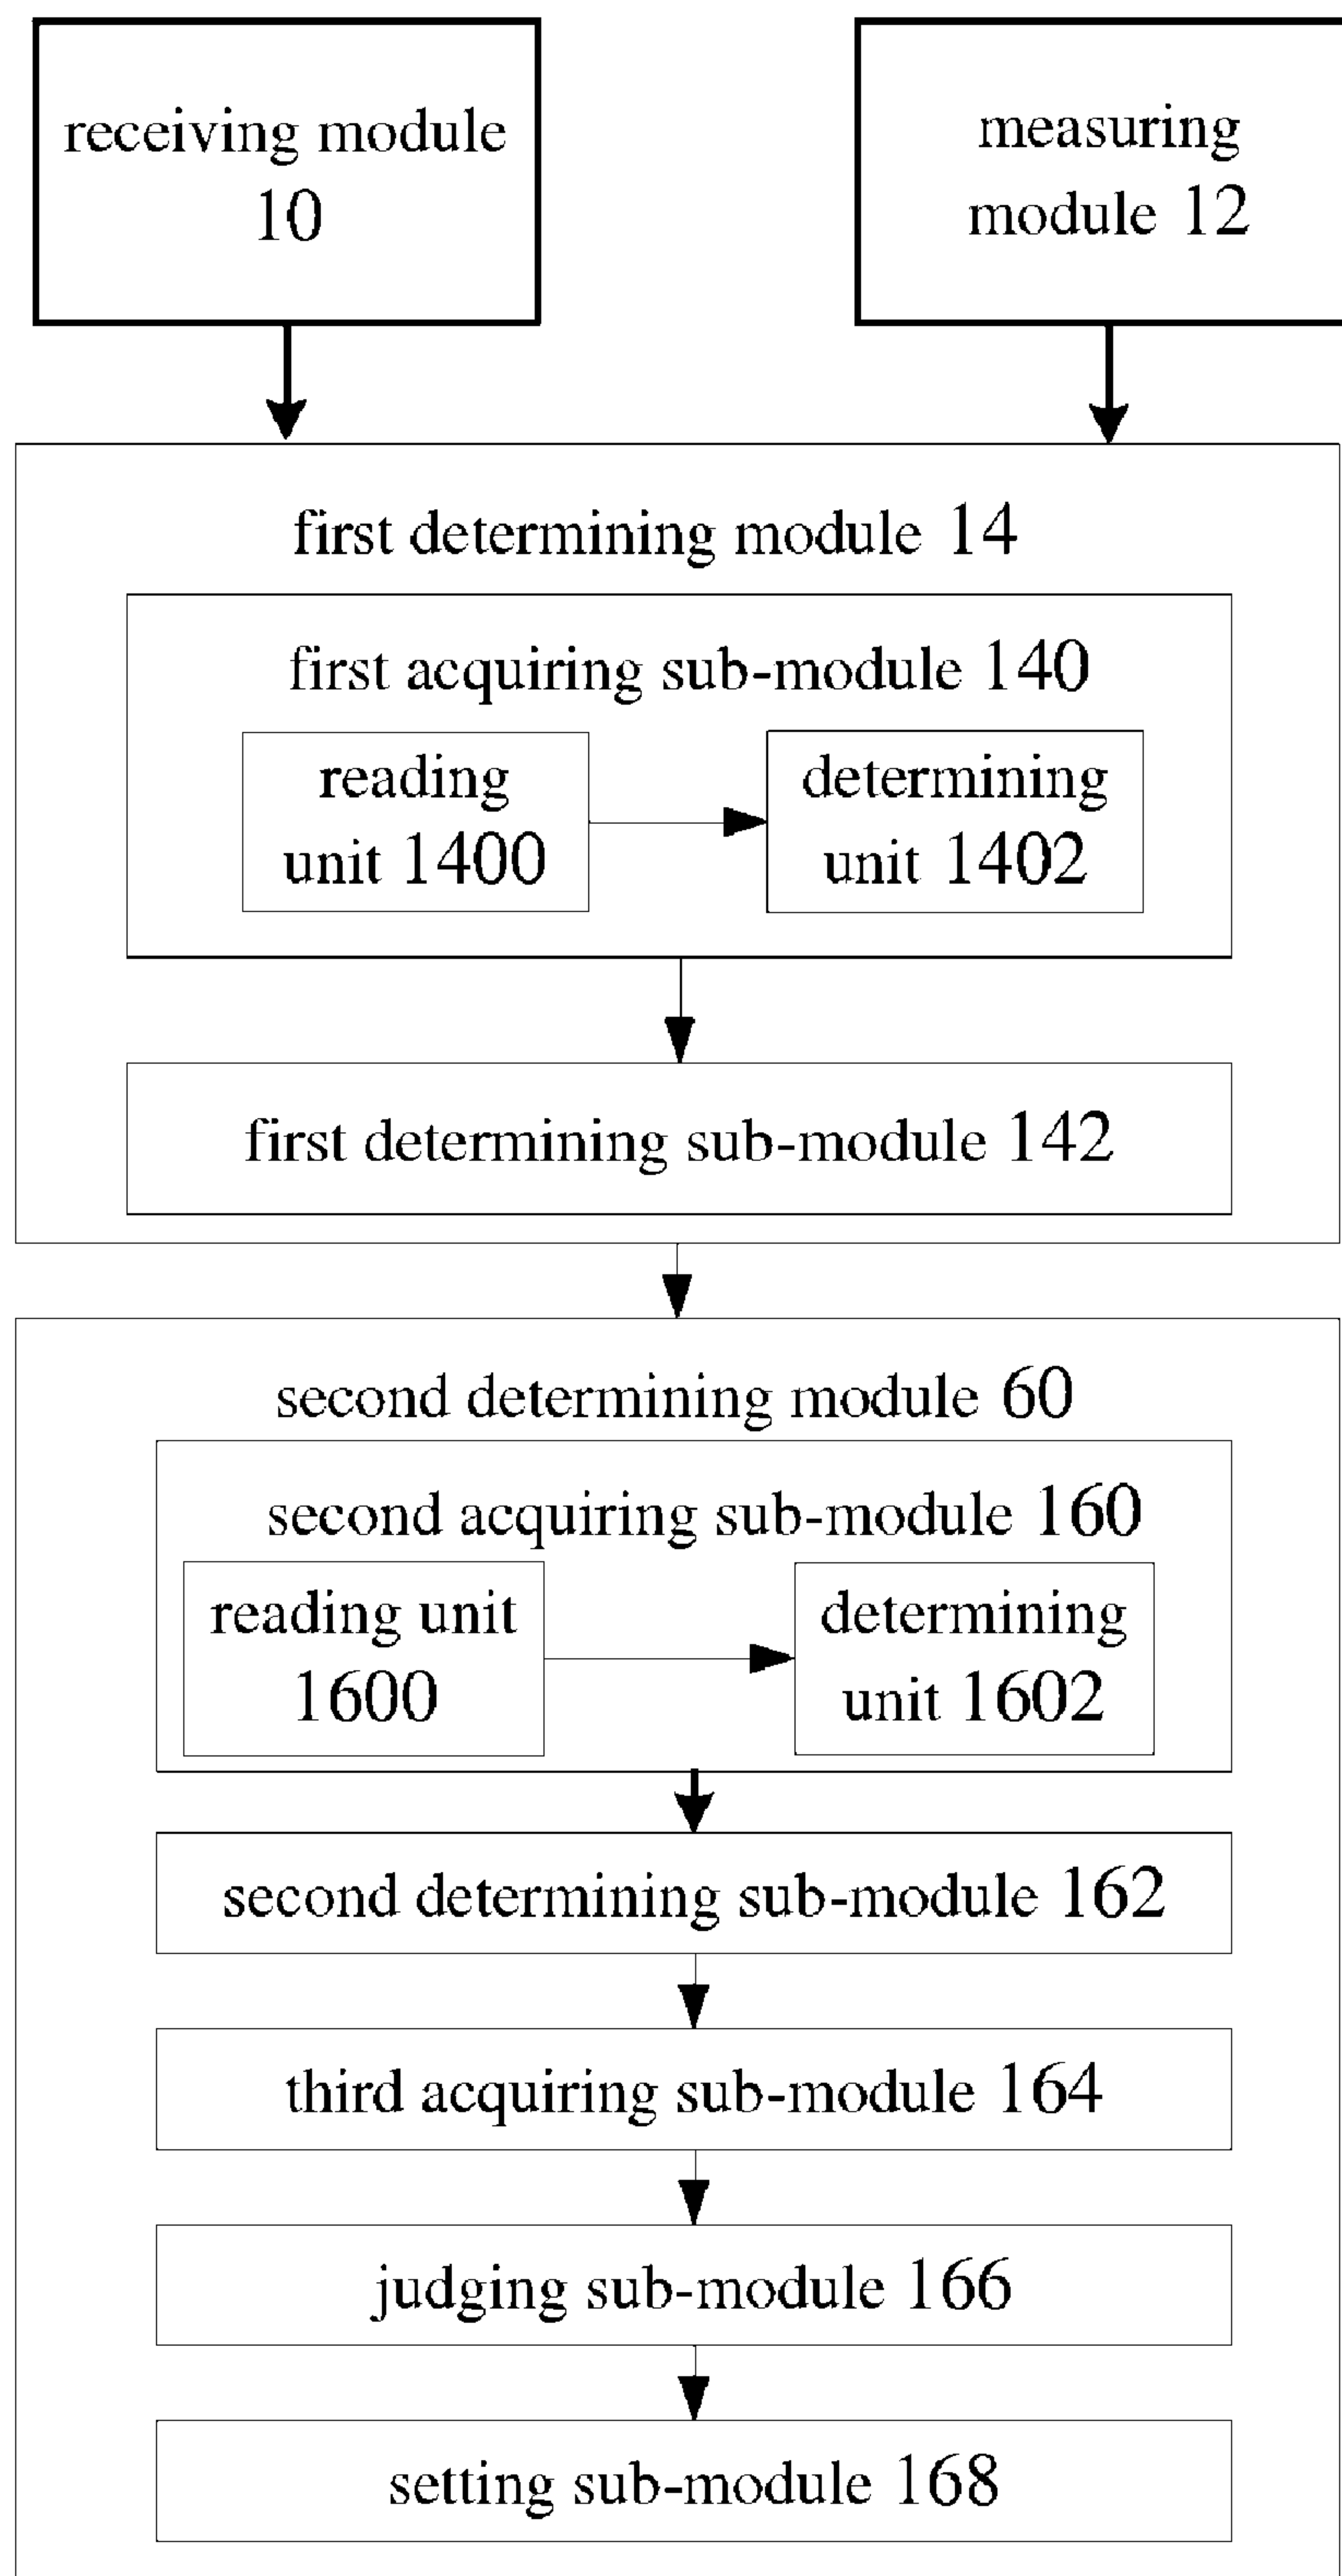 receiving module
10
measuring
module 12
first determining module 14
first acquiring sub-module 140
reading
unit 1400
determining
unit 1402
first determining sub-module 142
second determining module 60
second acquiring sub-module 160
reading unit
1600
determining
unit 1602
second determining sub-module 162
third acquiring sub-module 164
judging sub-module 166
setting sub-module 168